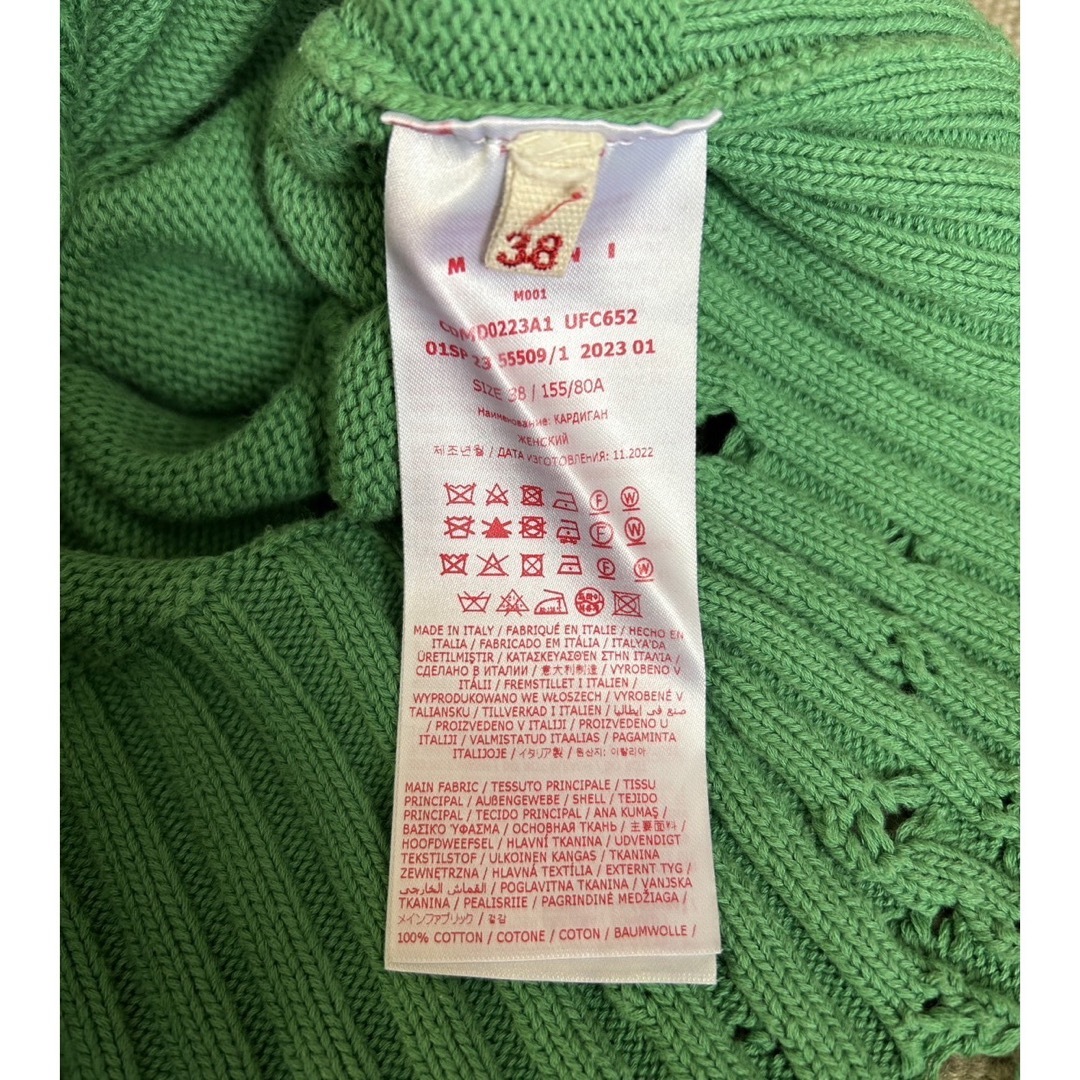 38
M N I
M001
CDMD0223A1 UFC652
01SP 23 55509/1 2023 01
SIZE 38 | 155/80A
Наименование: КАРДИГАН
ЖЕНСКИЙ
제조년월 / ДАТА ИЗГОТОВЛЕНИЯ: 11.2022
F W
F W
F W
MADE IN ITALY / FABRIQUÉ EN ITALIE / HECHO EN
ITALIA / FABRICADO EM ITÁLIA / ITALYA'DA
ÜRETILMIŞTIR / ΚΑΤΑΣΚΕΥΑΣΘΕΝ ΣΤΗΝ ΙΤΑΛΊΑ /
СДЕЛАНО В ИТАЛИИ / 意大利制造 / VYROBENO V
ITÁLII / FREMSTILLET I ITALIEN /
WYPRODUKOWANO WE WŁOSZECH / VYROBENÉ V
TALIANSKU / TILLVERKAD I ITALIEN / صنع في إيطاليا
/ PROIZVEDENO V ITALIJI / PROIZVEDENO U
ITALIJI / VALMISTATUD ITAALIAS / PAGAMINTA
ITALIJOJE / イタリア製 / 원산지: 이탈리아
MAIN FABRIC / TESSUTO PRINCIPALE / TISSU
PRINCIPAL / AUßENGEWEBE / SHELL / TEJIDO
PRINCIPAL / TECIDO PRINCIPAL / ANA KUMAŞ /
ΒΑΣΙΚΟ ΎΦΑΣΜΑ / ОСНОВНАЯ ТКАНЬ / 主要面料 /
HOOFDWEEFSEL / HLAVNÍ TKANINA / UDVENDIGT
TEKSTILSTOF / ULKOINEN KANGAS / TKANINA
ZEWNĘTRZNA / HLAVNÁ TEXTÍLIA / EXTERNT TYG /
القماش الخارجي / POGLAVITNA TKANINA / VANJSKA
TKANINA / PEALISRIIE / PAGRINDINĖ MEDŽIAGA /
メインファブリック / 겉감
100% COTTON / COTONE / COTON / BAUMWOLLE /